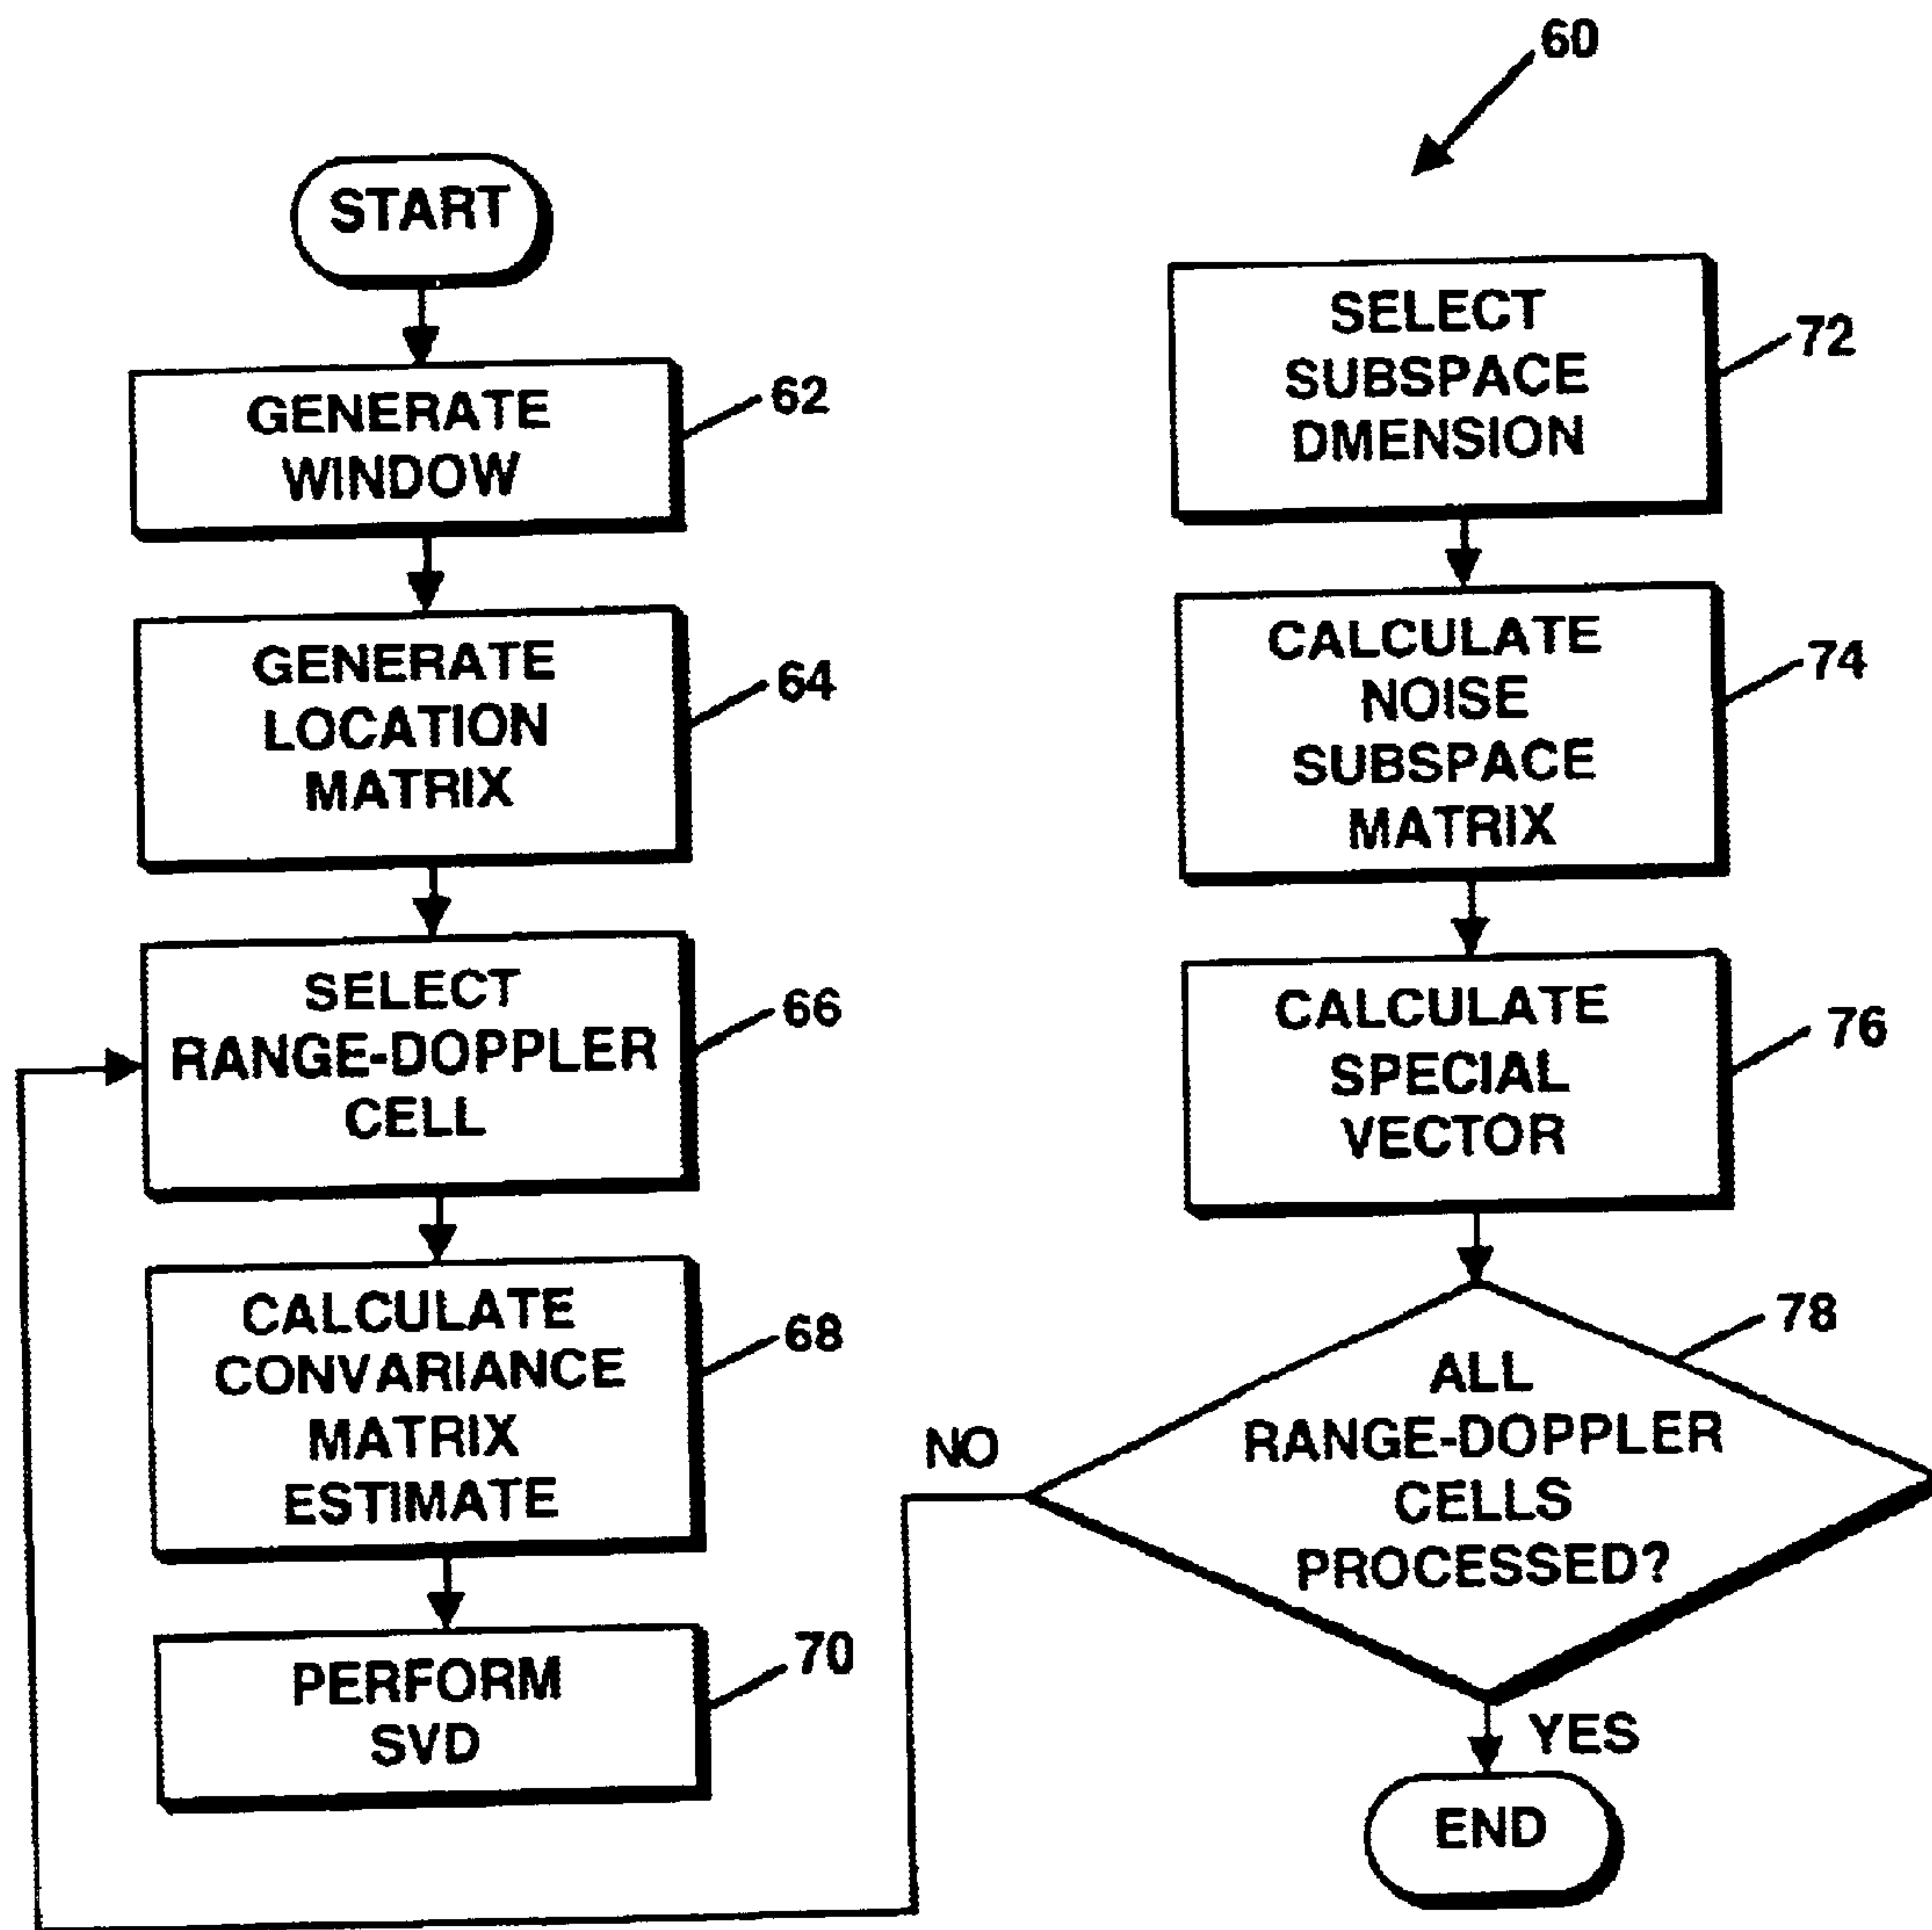 60
START
GENERATE
WINDOW
62
GENERATE
LOCATION
MATRIX
64
SELECT
RANGE-DOPPLER
CELL
66
CALCULATE
CONVARIANCE
MATRIX
ESTIMATE
68
PERFORM
SVD
70
SELECT
SUBSPACE
DMENSION
72
CALCULATE
NOISE
SUBSPACE
MATRIX
74
CALCULATE
SPECIAL
VECTOR
76
ALL
RANGE-DOPPLER
CELLS
PROCESSED?
78
NO
YES
END